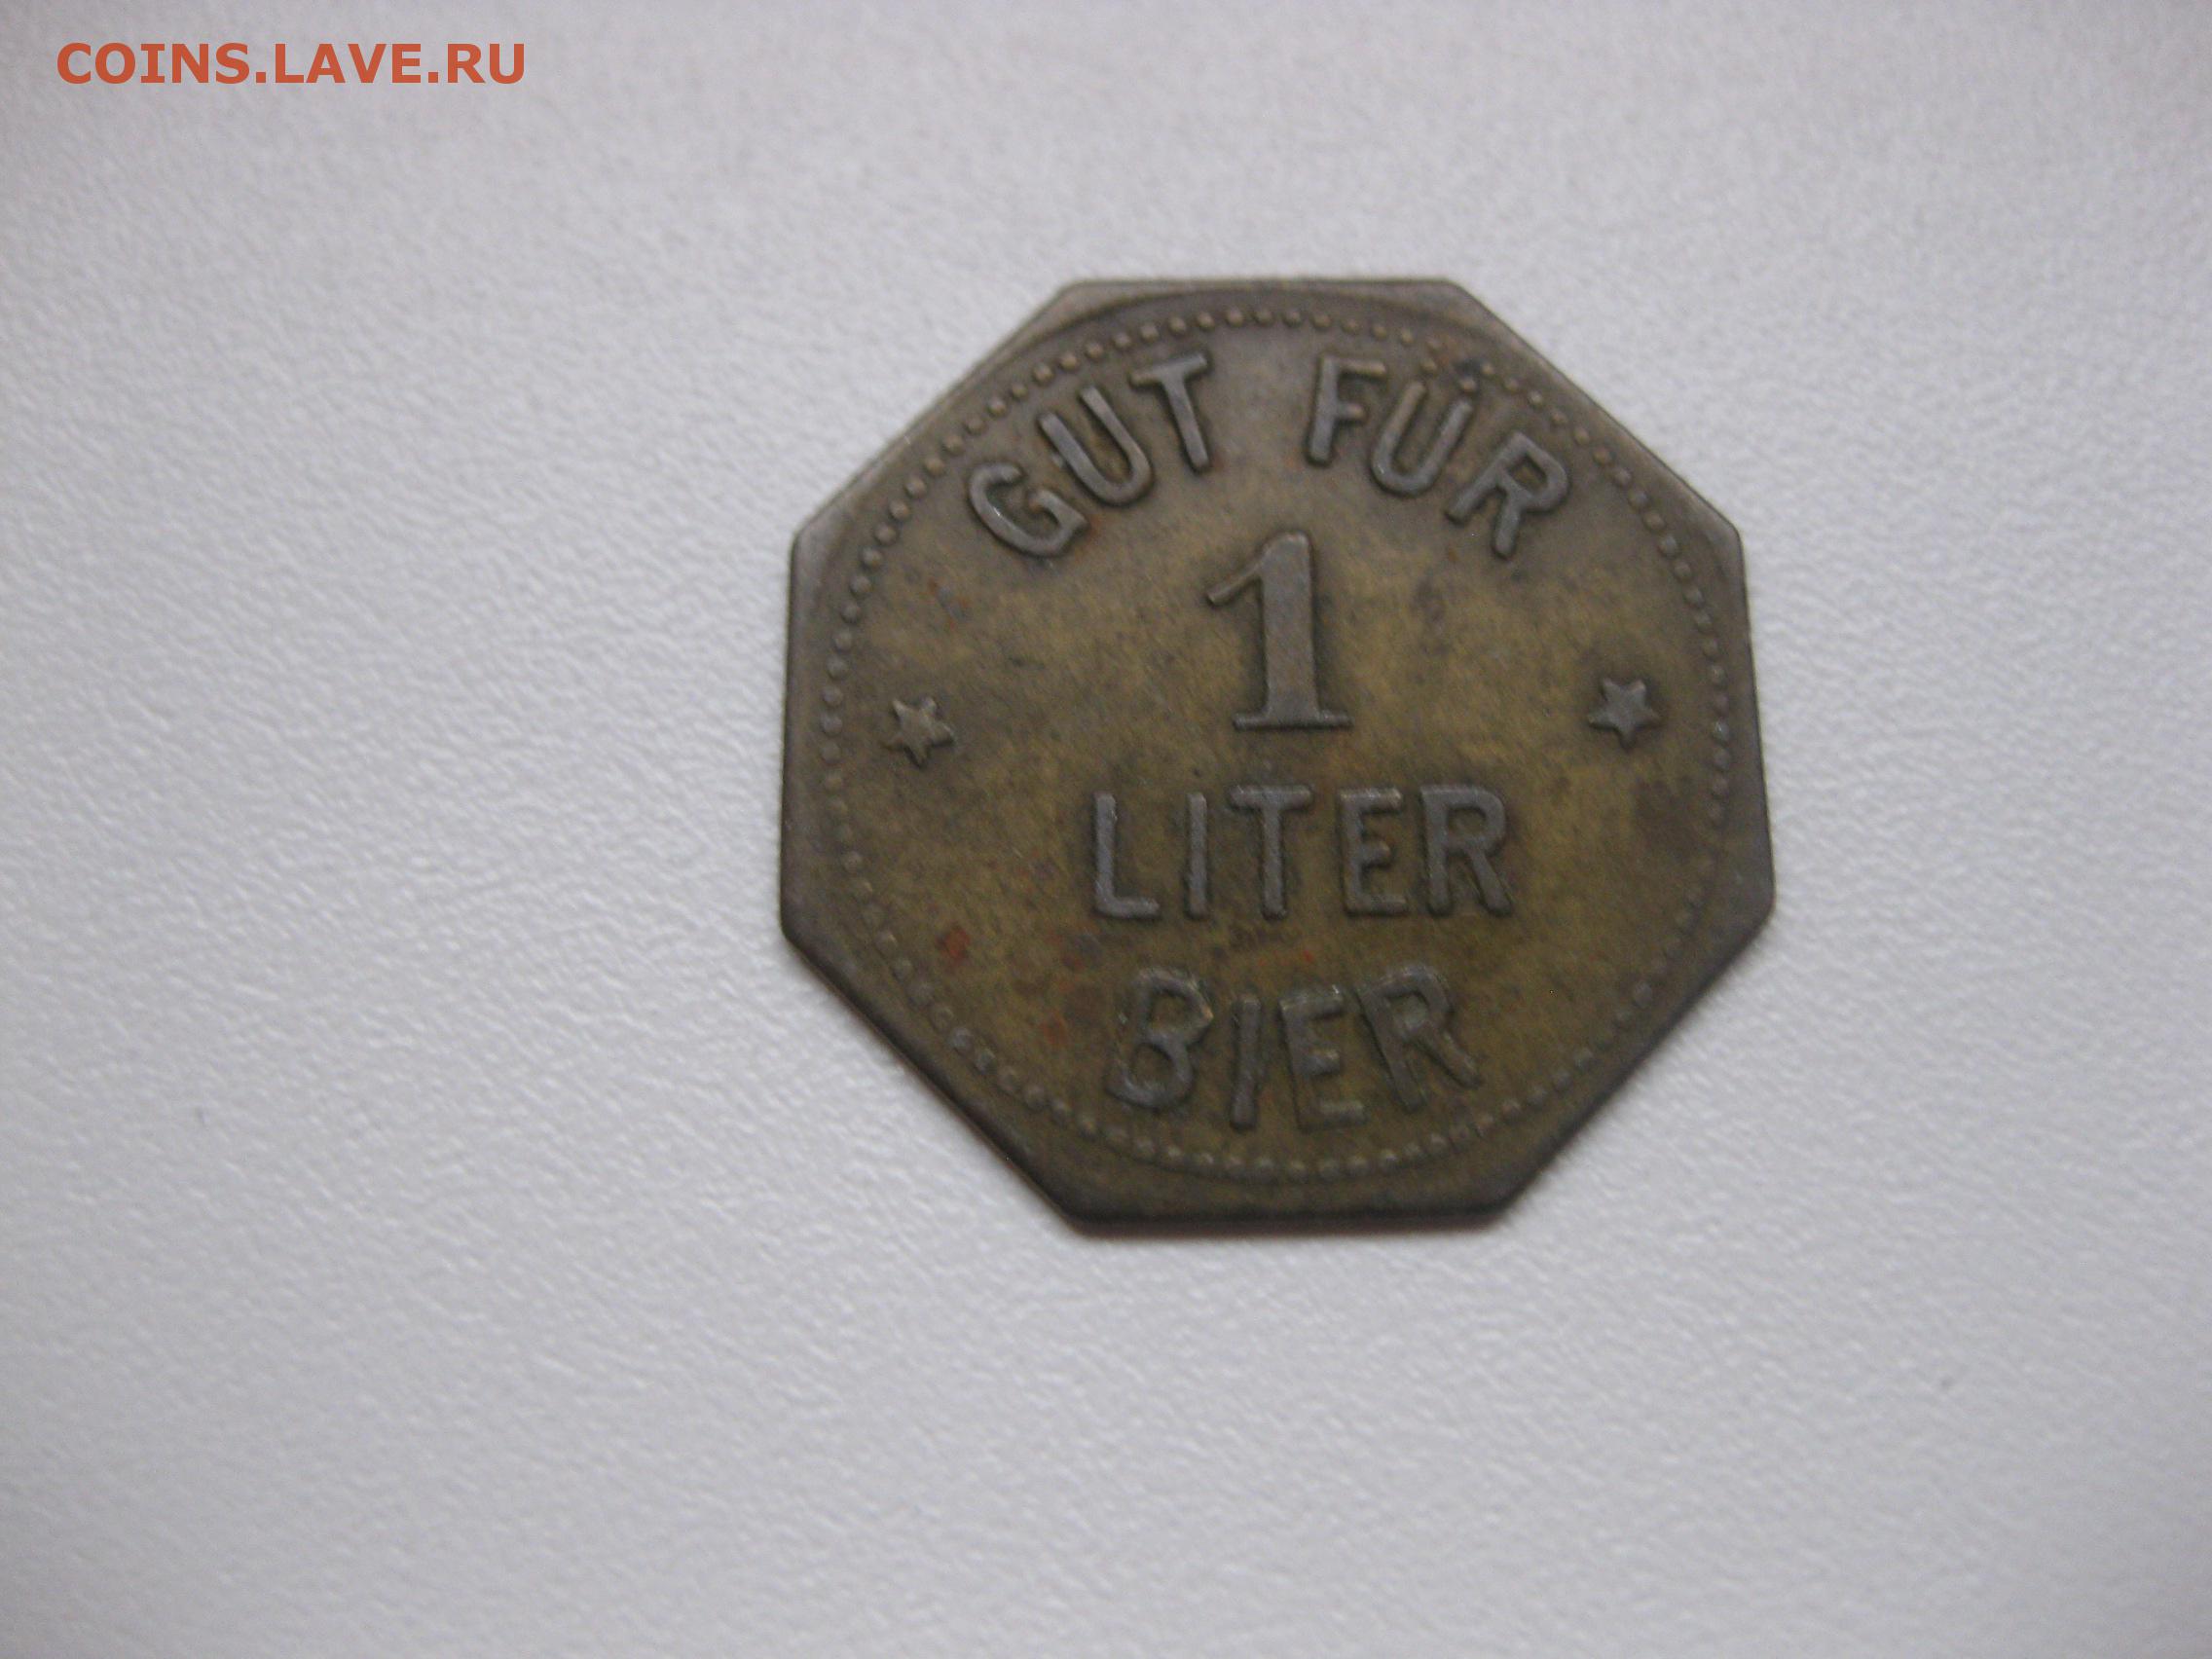 COINS.LAVE.RU
GUT FÜR
1
LITER
BIER